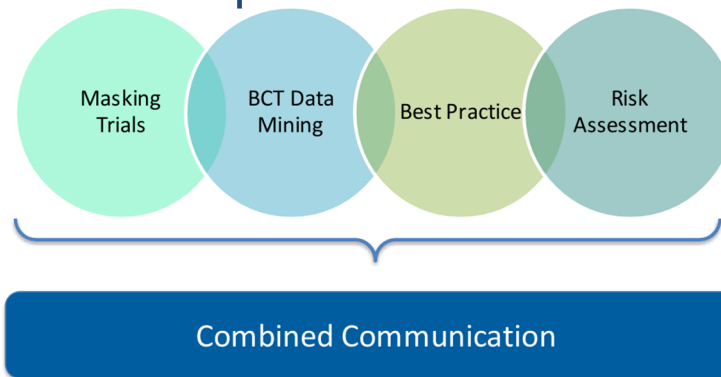 Masking
Trials
BCT Data
Mining
Best Practice
Risk
Assessment
Combined Communication